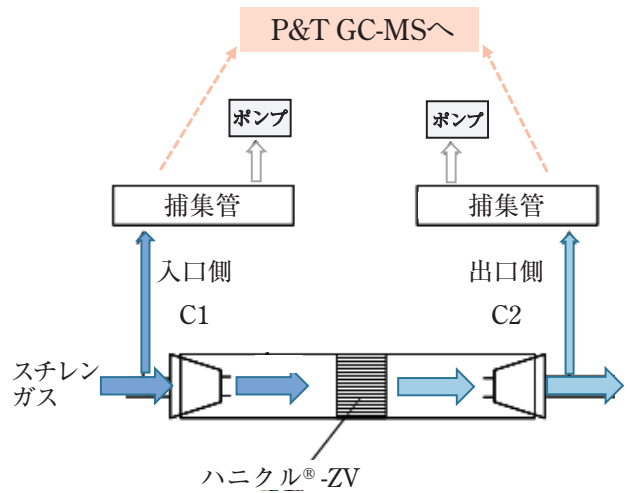 P&T GC-MSへ
ポンプ
ポンプ
捕集管
捕集管
入口側
出口側
C1
C2
スチレン
ガス
ハニクル®-ZV